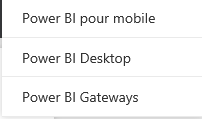 Power BI pour mobile
Power BI Desktop
Power BI Gateways